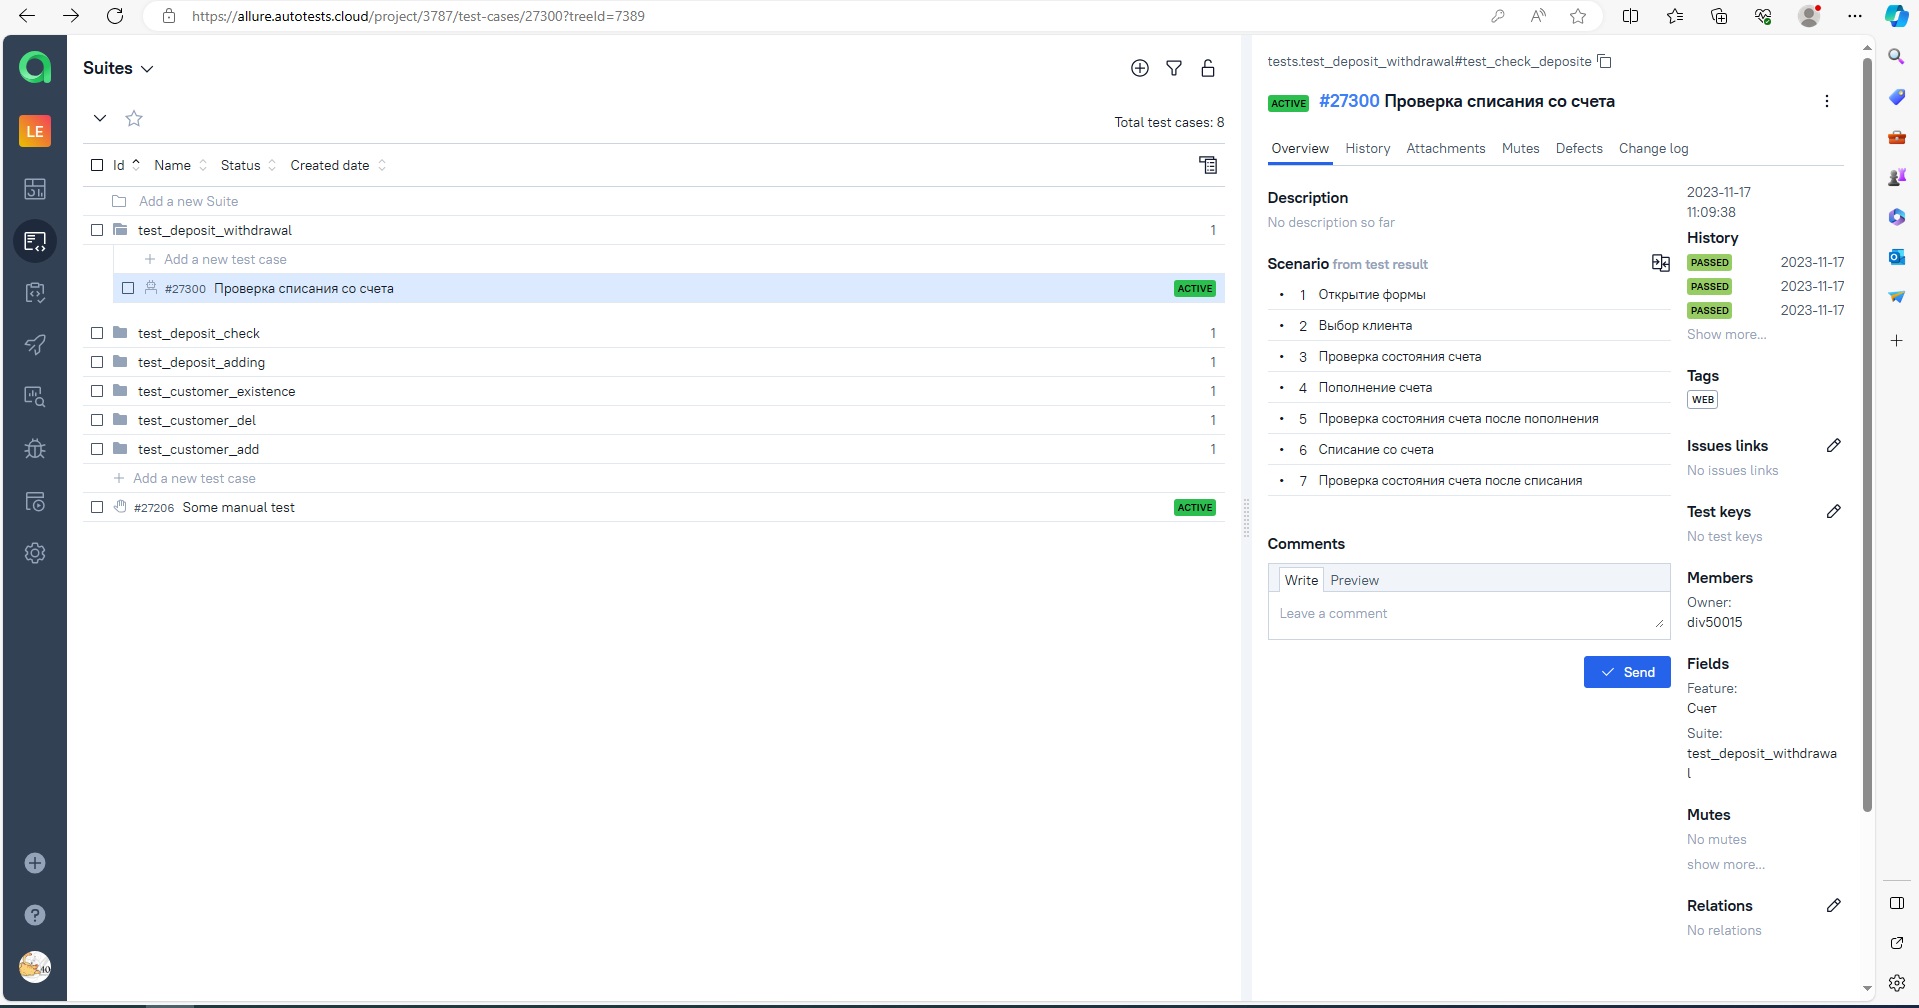 https://allure.autotests.cloud/project/3787/test-cases/27300?treeId=7389
LE
Suites
Total test cases: 8
Id Name Status Created date
Add a new Suite
test_deposit_withdrawal 1
Add a new test case
#27300 Проверка списания со счета ACTIVE
test_deposit_check 1
test_deposit_adding 1
test_customer_existence 1
test_customer_del 1
test_customer_add 1
Add a new test case
#27206 Some manual test ACTIVE
tests.test_deposit_withdrawal#test_check_deposite
ACTIVE #27300 Проверка списания со счета
Overview History Attachments Mutes Defects Change log
Description
No description so far
Scenario from test result
1 Открытие формы
2 Выбор клиента
3 Проверка состояния счета
4 Пополнение счета
5 Проверка состояния счета после пополнения
6 Списание со счета
7 Проверка состояния счета после списания
Comments
Write Preview
Leave a comment
Send
2023-11-17
11:09:38
History
PASSED 2023-11-17
PASSED 2023-11-17
PASSED 2023-11-17
Show more...
Tags
WEB
Issues links
No issues links
Test keys
No test keys
Members
Owner:
div50015
Fields
Feature:
Счет
Suite:
test_deposit_withdrawa
l
Mutes
No mutes
show more...
Relations
No relations